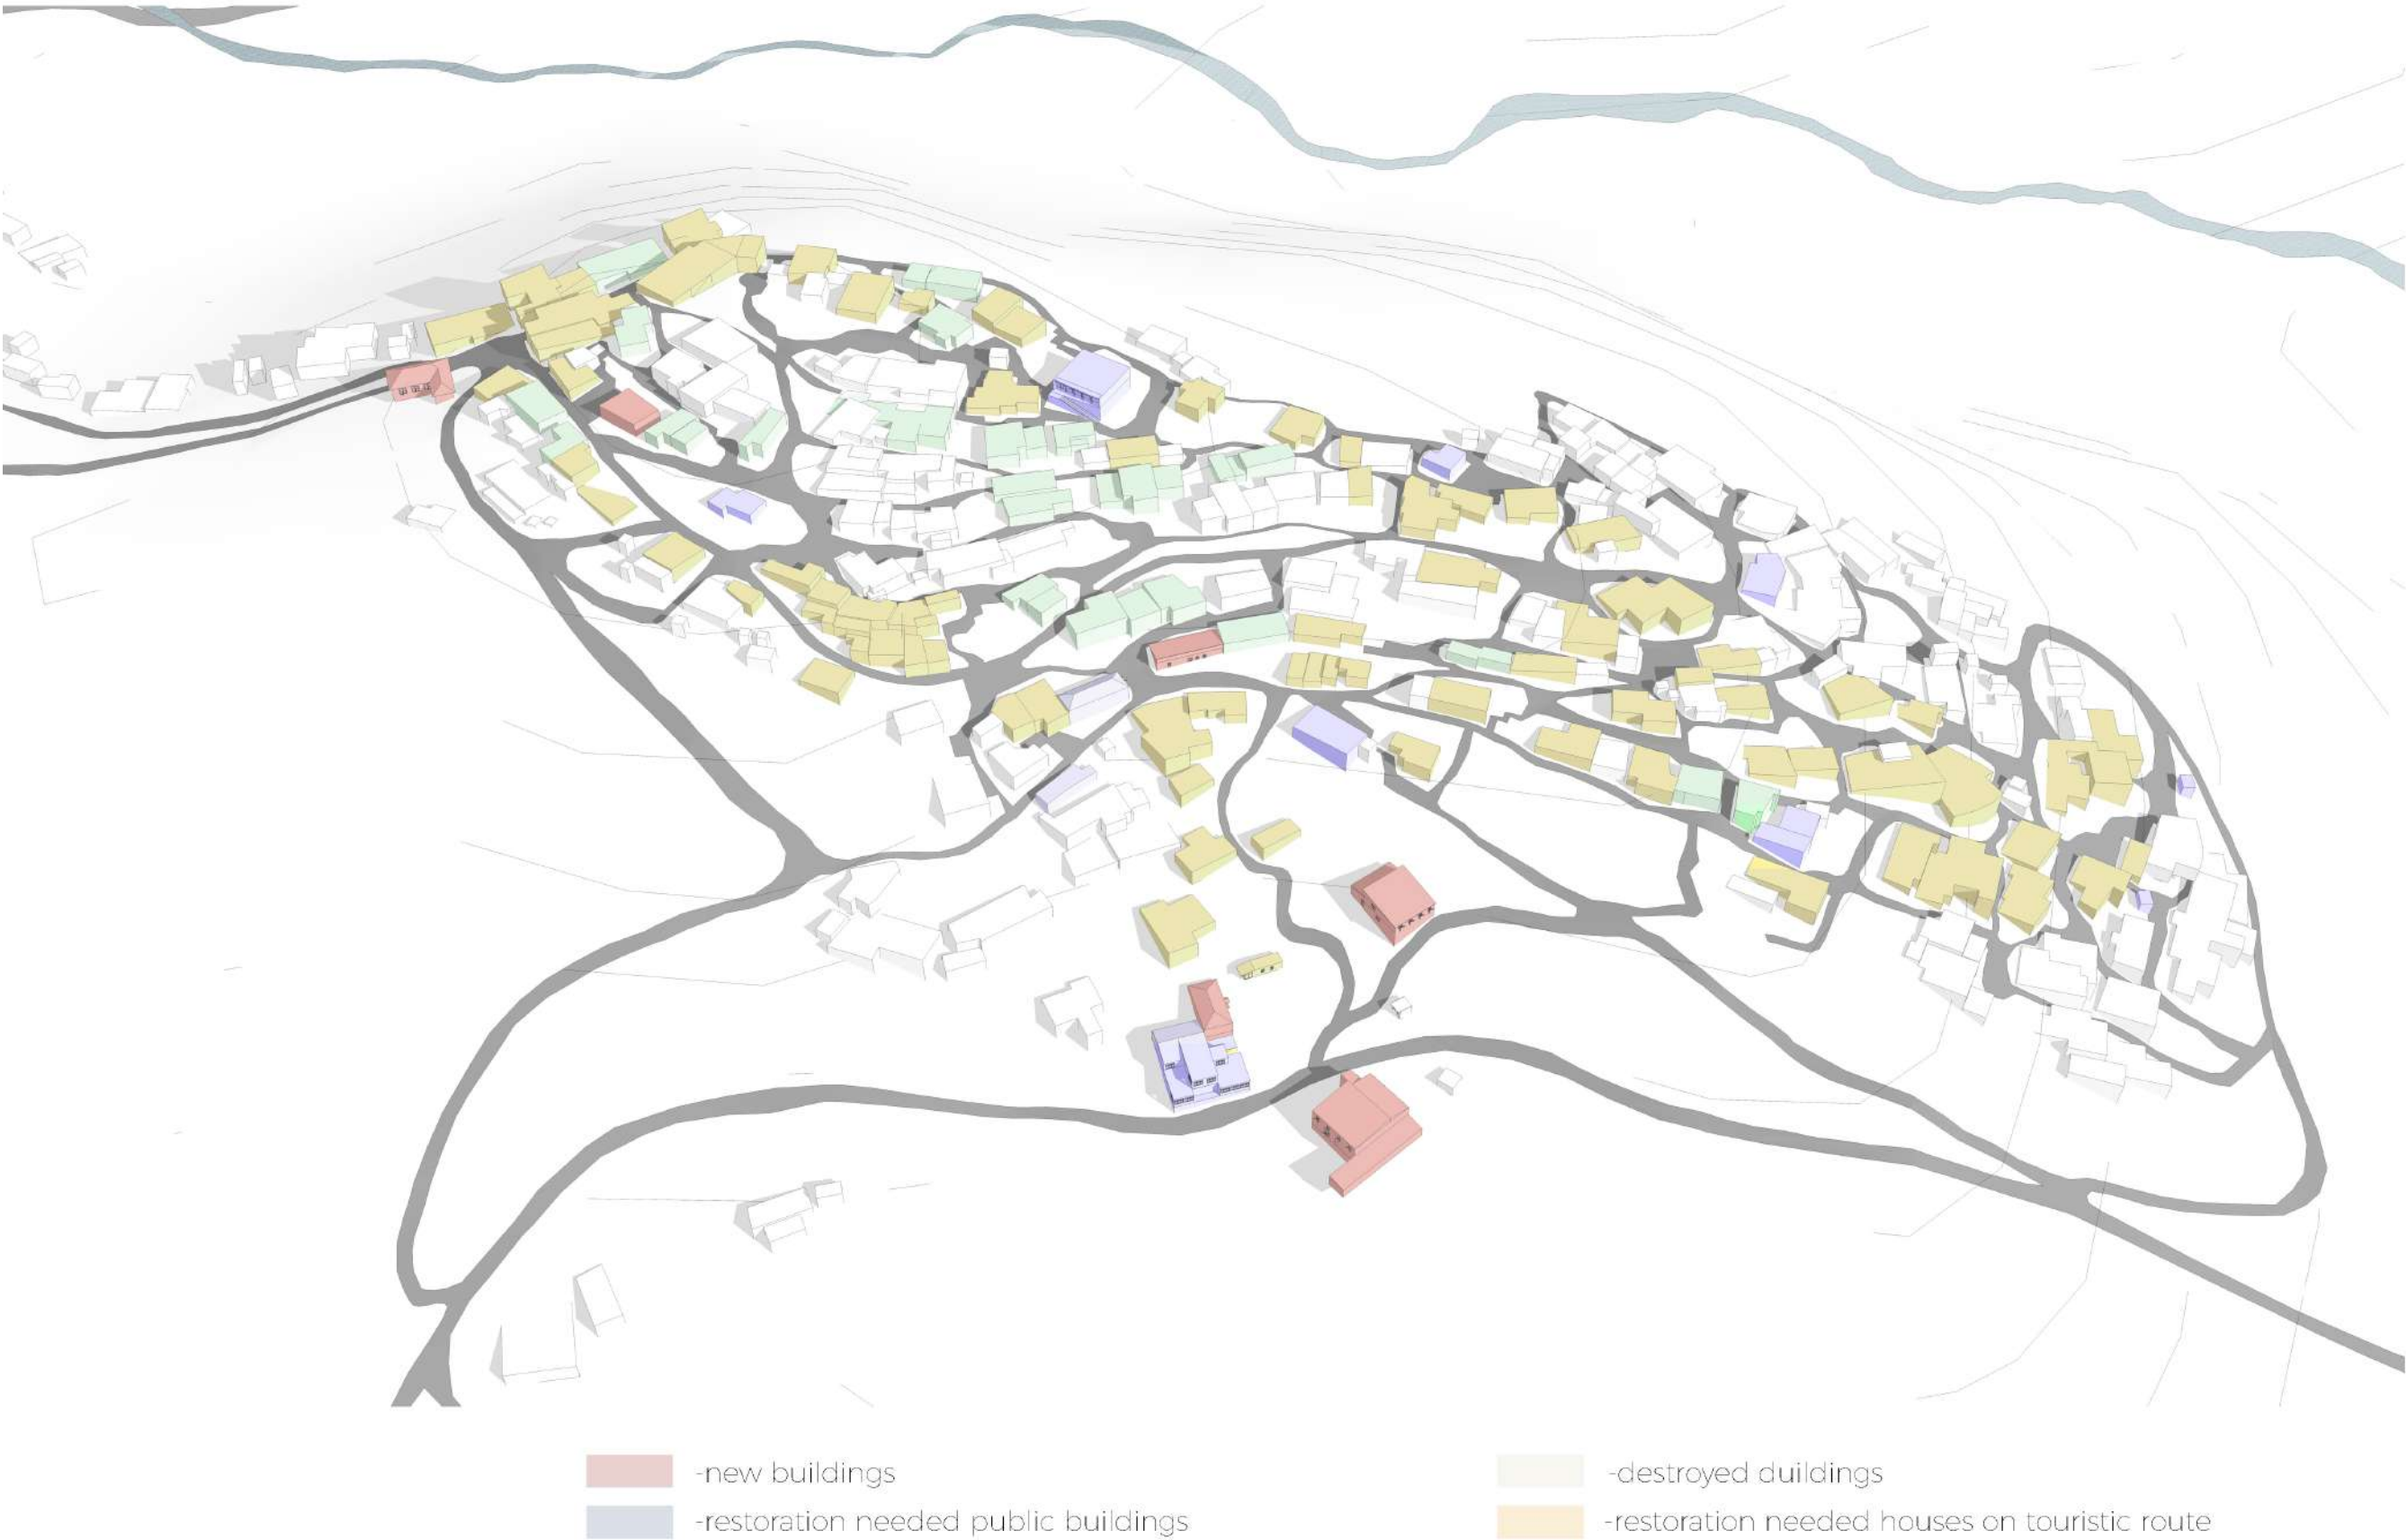 -new buildings
-restoration needed public buildings
-destroyed duildings
-restoration needed houses on touristic route